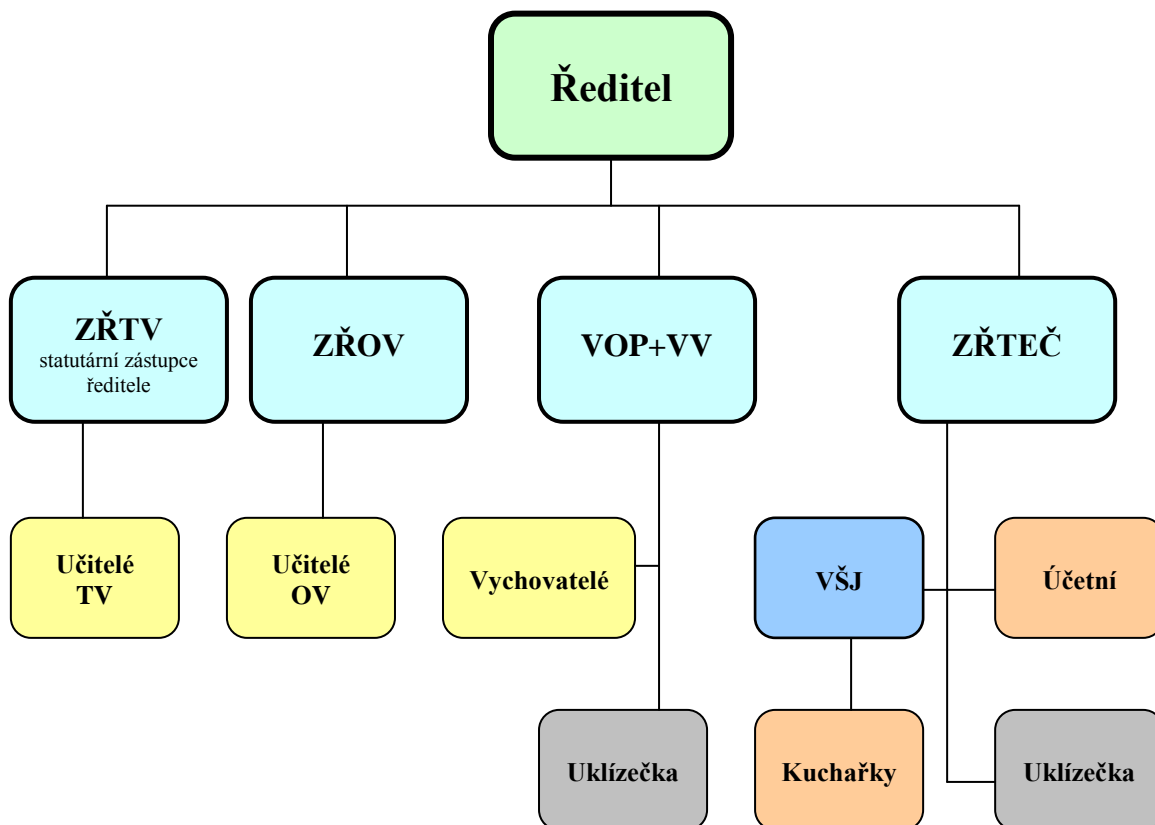 Ředitel
ZŘTV
statutární zástupce
ředitele
ZŘOV
VOP+VV
ZŘTEČ
Učitelé
TV
Učitelé
OV
Vychovatelé
VŠJ
Účetní
Uklízečka
Kuchařky
Uklízečka